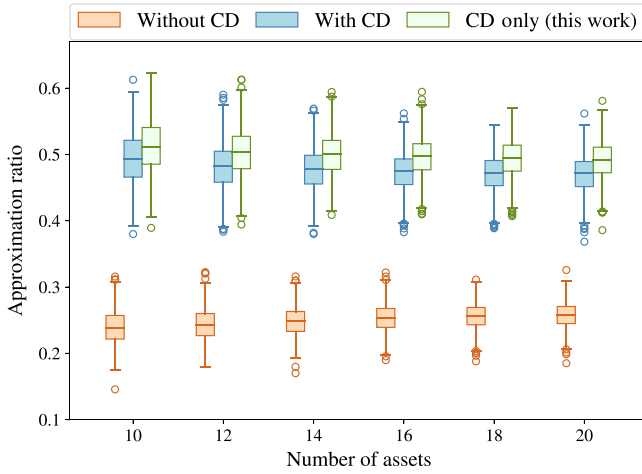 Without CD With CD CD only (this work)
Approximation ratio
0.6
0.5
0.4
0.3
0.2
0.1
10 12 14 16 18 20
Number of assets